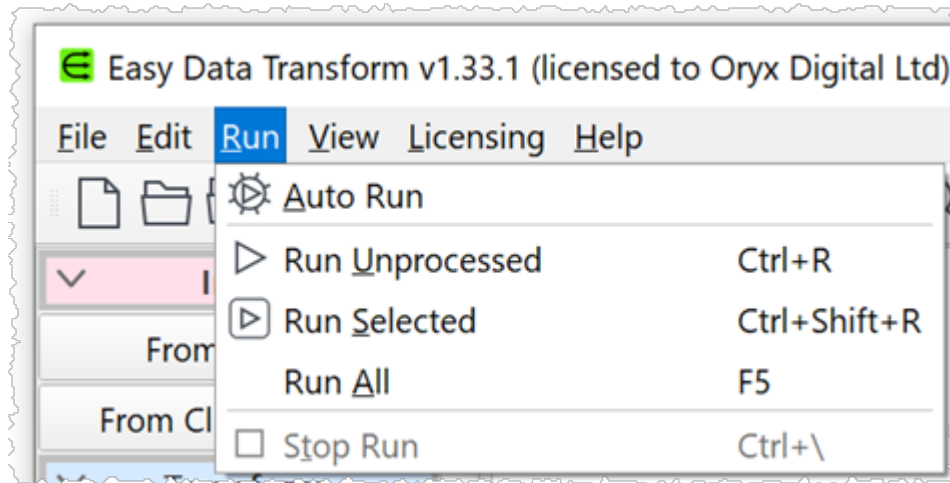 Easy Data Transform v1.33.1 (licensed to Oryx Digital Ltd)
File Edit Run View Licensing Help
Auto Run
Run Unprocessed Ctrl+R
Run Selected Ctrl+Shift+R
From
Run All F5
From Cl
Stop Run Ctrl+\